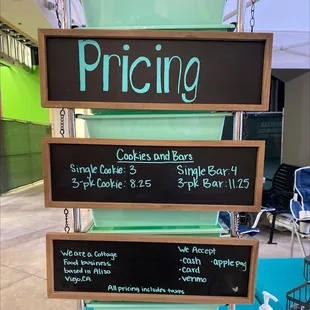 Pricing
Cookies and Bars
Single Cookie: 3 Single Bar: 4
3-pk Cookie: 8.25 3-pk Bar: 11.25
We are a Cottage
Food business
based in Aliso
Viejo, CA
We Accept
·cash ·apple pay
·card
·venmo
All pricing includes taxes